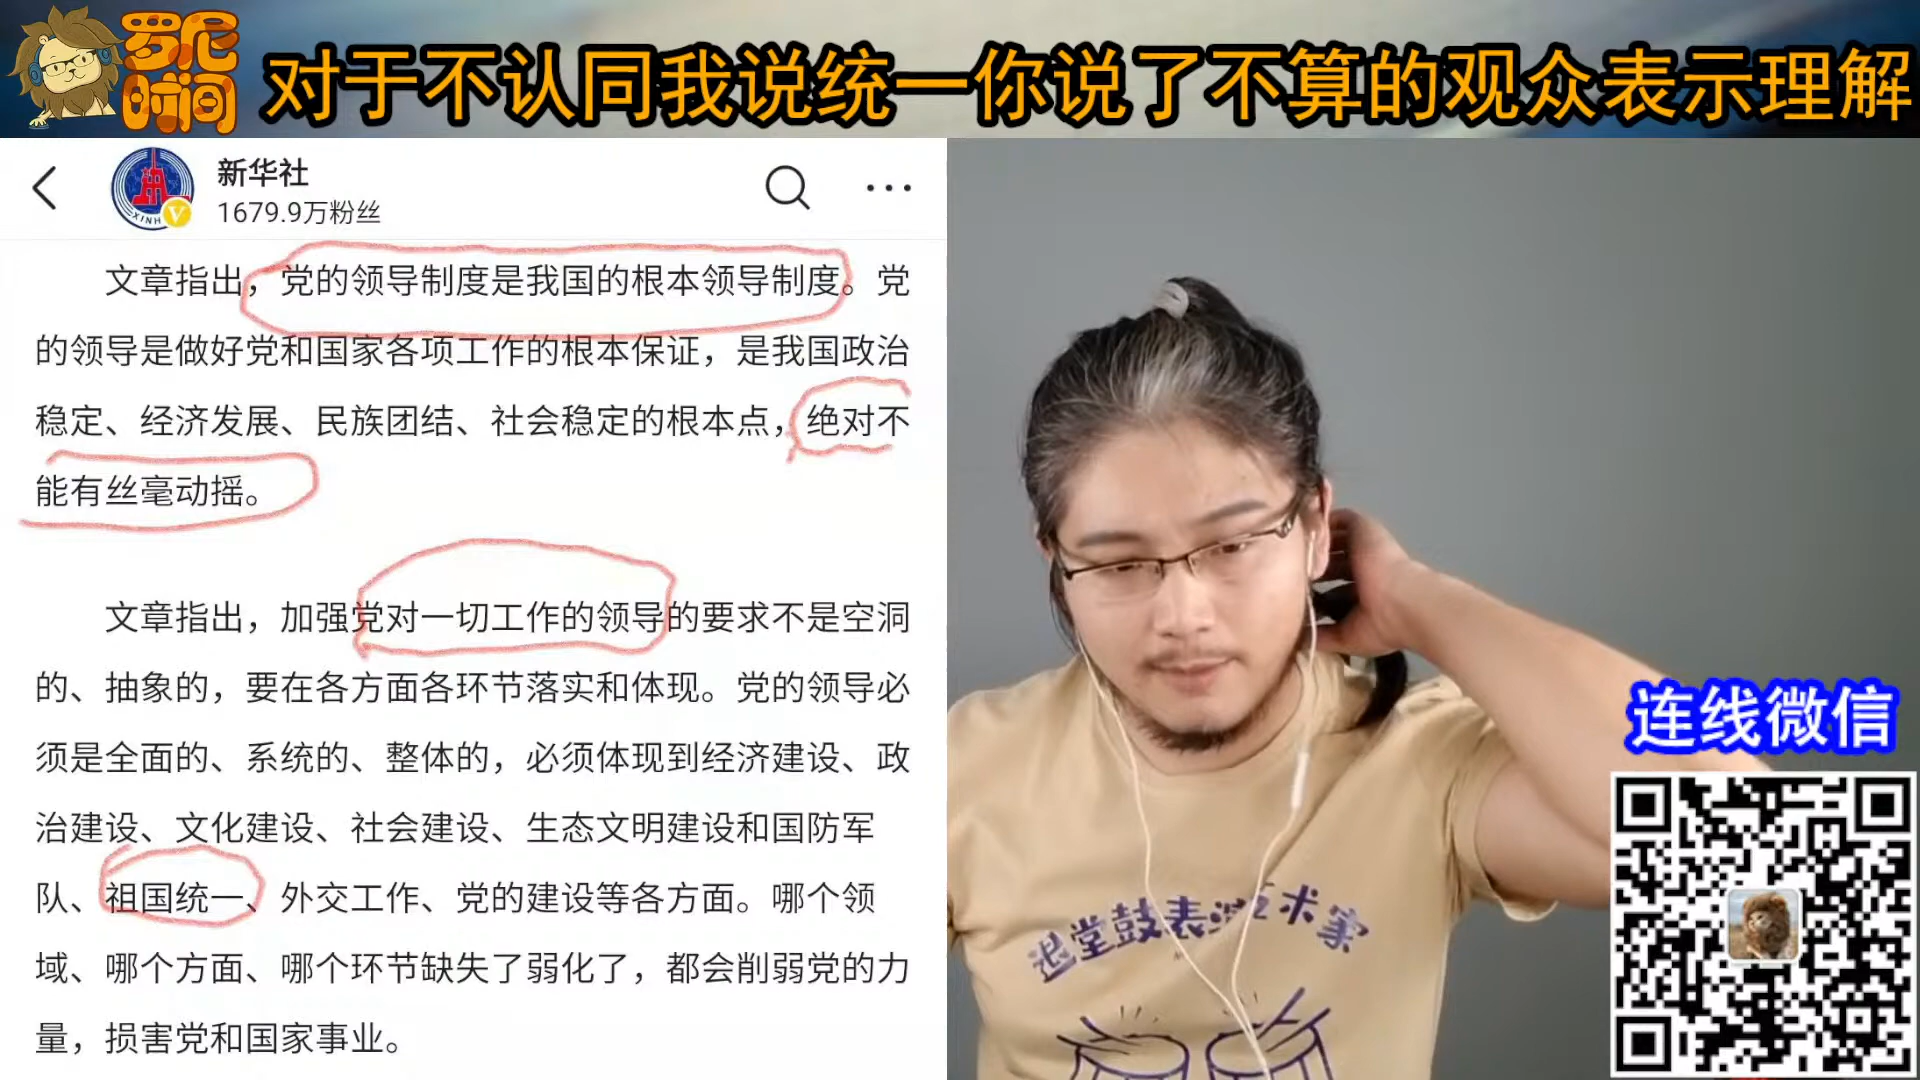 罗尼时间
对于不认同我说统一你说了不算的观众表示理解
新华社
1679.9万粉丝
XINH
V
文章指出，党的领导制度是我国的根本领导制度。党
的领导是做好党和国家各项工作的根本保证，是我国政治
稳定、经济发展、民族团结、社会稳定的根本点，绝对不
能有丝毫动摇。
文章指出，加强党对一切工作的领导的要求不是空洞
的、抽象的，要在各方面各环节落实和体现。党的领导必
须是全面的、系统的、整体的，必须体现到经济建设、政
治建设、文化建设、社会建设、生态文明建设和国防军
队、祖国统一、外交工作、党的建设等各方面。哪个领
域、哪个方面、哪个环节缺失了弱化了，都会削弱党的力
量，损害党和国家事业。
连线微信
退堂鼓表演艺术家